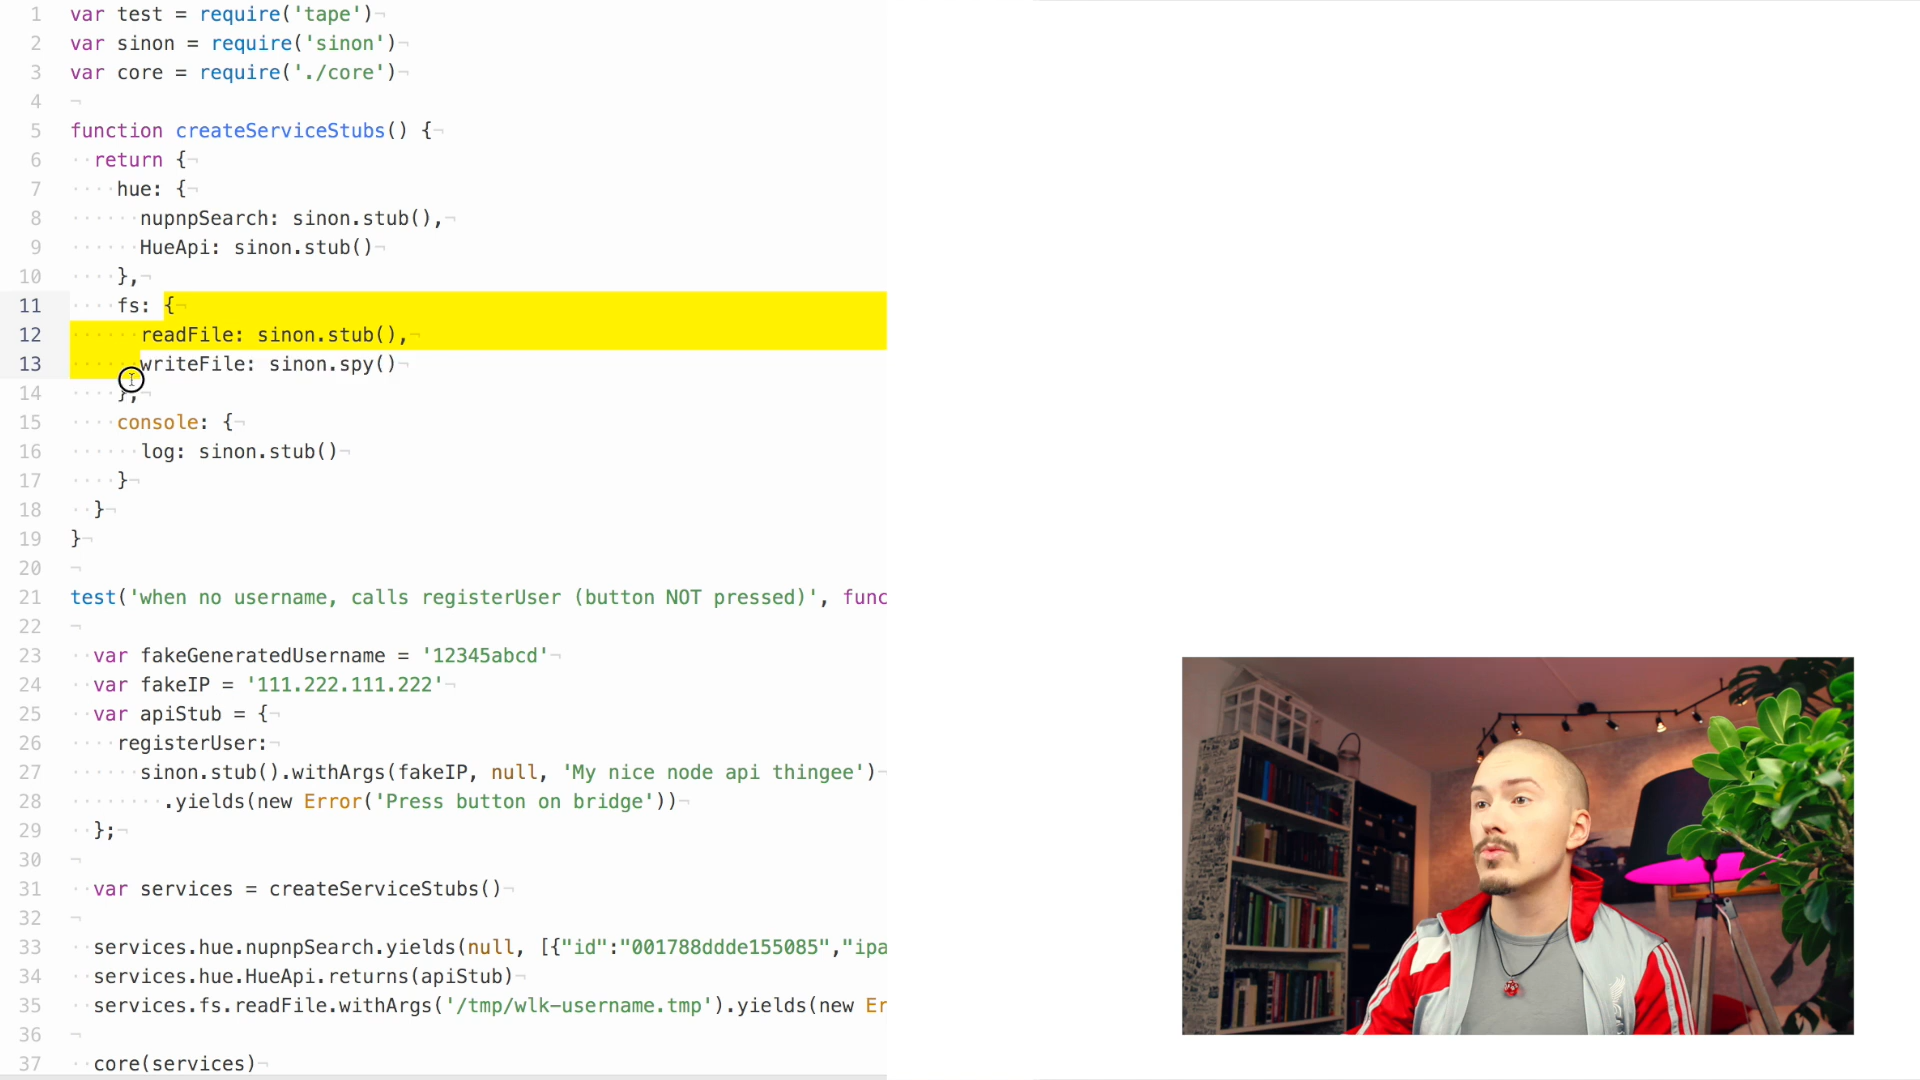 1 var test = require('tape')¬
2 var sinon = require('sinon')¬
3 var core = require('./core')¬
4 ¬
5 function createServiceStubs() {¬
6 ··return {¬
7 ····hue: {¬
8 ······nupnpSearch: sinon.stub(),¬
9 ······HueApi: sinon.stub()¬
10 ····},¬
11 ····fs: {¬
12 ······readFile: sinon.stub(),¬
13 ······writeFile: sinon.spy()¬
14 ····},¬
15 ····console: {¬
16 ······log: sinon.stub()¬
17 ····}¬
18 ··}¬
19 }¬
20 ¬
21 test('when no username, calls registerUser (button NOT pressed)', func
22 ¬
23 ··var fakeGeneratedUsername = '12345abcd'¬
24 ··var fakeIP = '111.222.111.222'¬
25 ··var apiStub = {¬
26 ····registerUser:¬
27 ······sinon.stub().withArgs(fakeIP, null, 'My nice node api thingee')¬
28 ········.yields(new Error('Press button on bridge'))¬
29 ··};¬
30 ¬
31 ··var services = createServiceStubs()¬
32 ¬
33 ··services.hue.nupnpSearch.yields(null, [{"id":"001788ddde155085","ipa
34 ··services.hue.HueApi.returns(apiStub)¬
35 ··services.fs.readFile.withArgs('/tmp/wlk-username.tmp').yields(new Er
36 ¬
37 ··core(services)¬